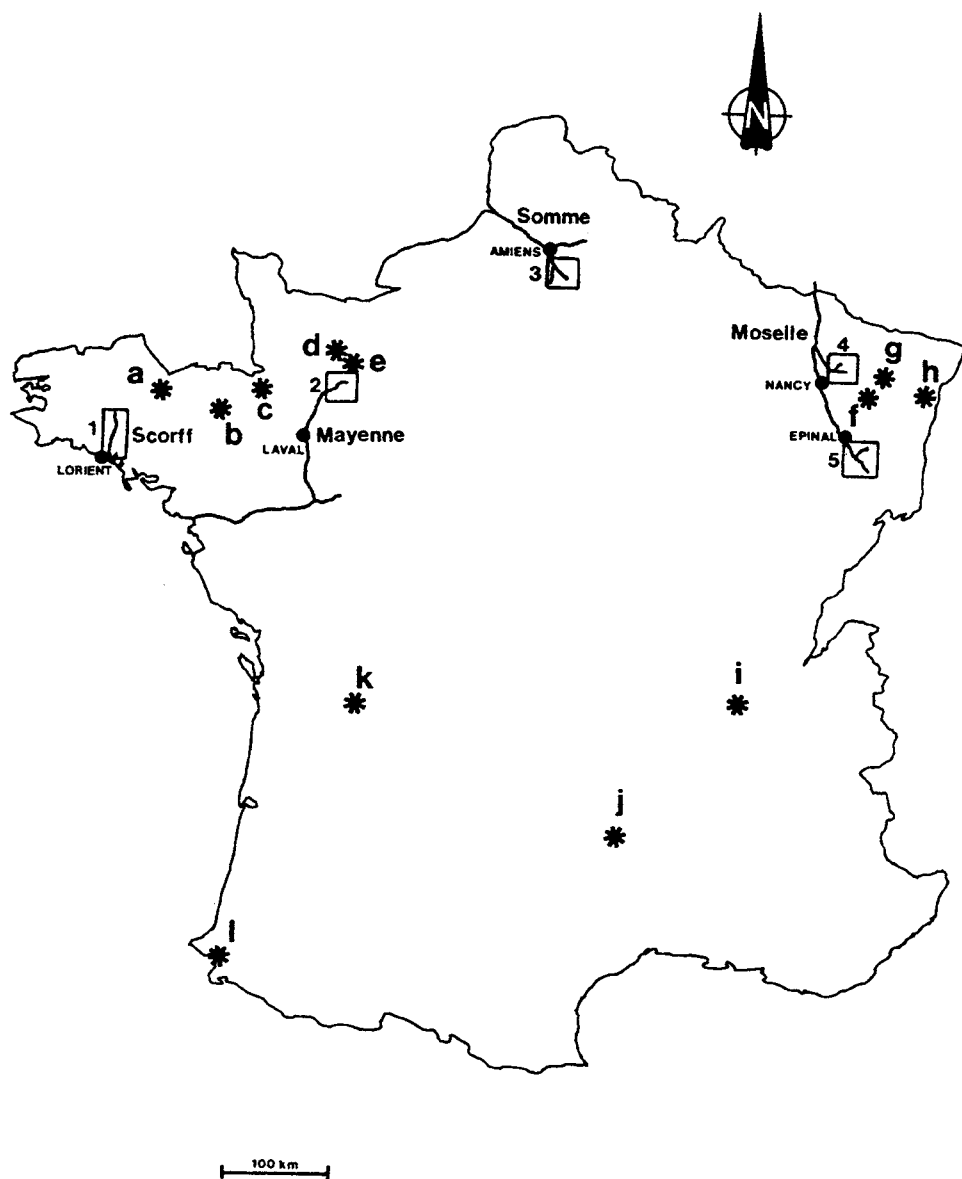 N
Somme
AMIENS
3
Moselle
4
g
h
NANCY
f
EPINAL
5
d
e
a
2
c
b
1
Scorff
LORIENT
LAVAL
Mayenne
k
i
j
l
100 km